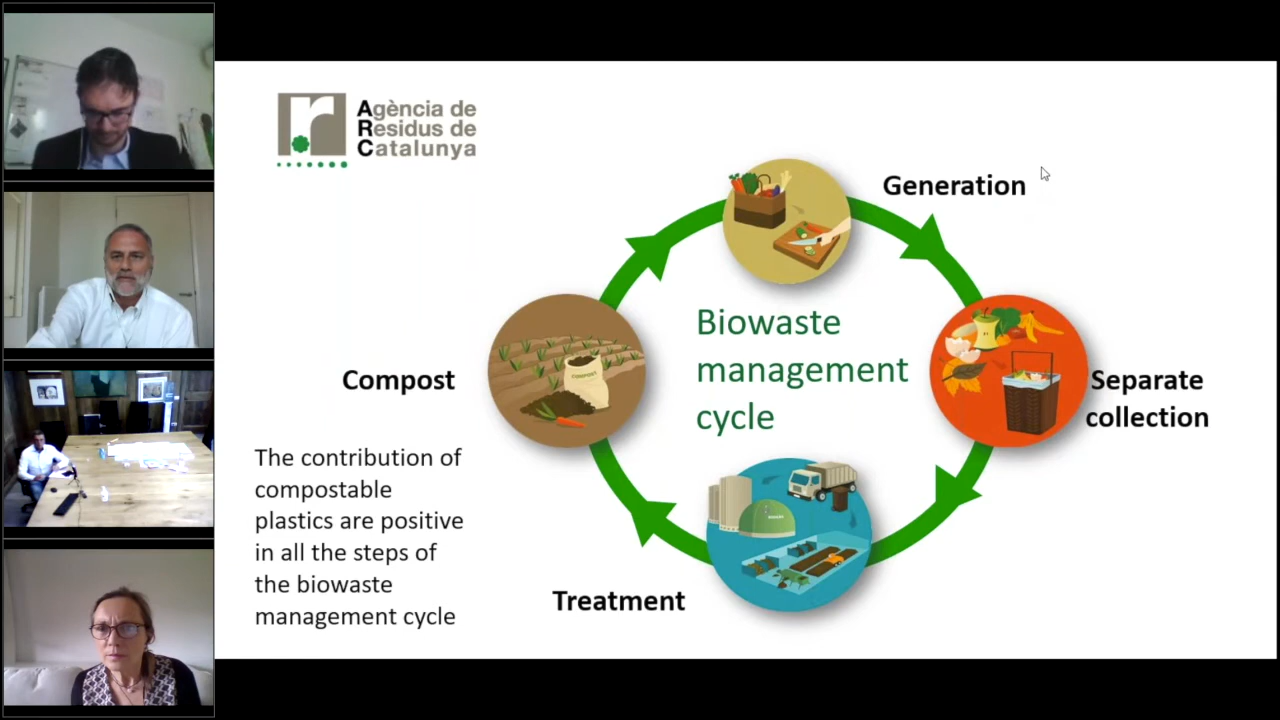 Agència de
Residus de
Catalunya
Generation
Biowaste
management
cycle
Compost
COMPOST
Separate
collection
The contribution of
compostable
plastics are positive
in all the steps of
the biowaste
management cycle
Treatment